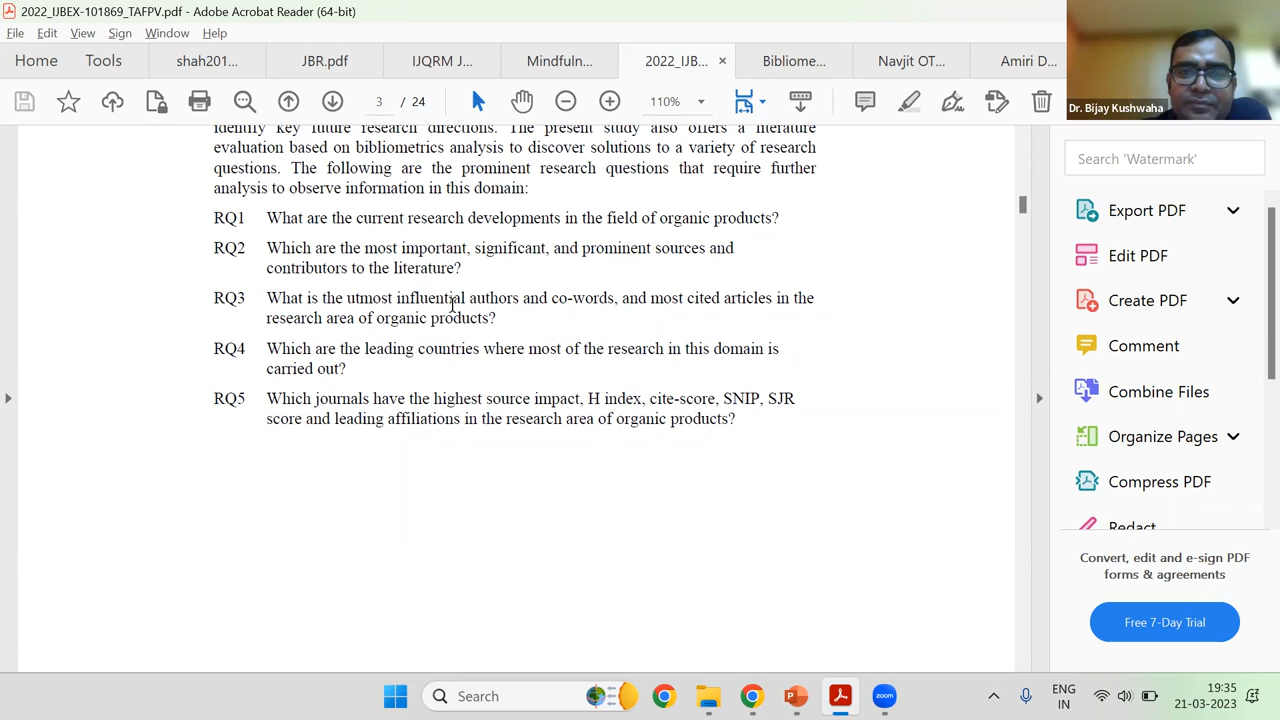 2022_IJBEX-101869_TAFPV.pdf - Adobe Acrobat Reader (64-bit)
File Edit View Sign Window Help
Home Tools shah201... JBR.pdf IJQRM J... Mindfuln... 2022_IJB... × Bibliome... Navjit OT... Amiri D...
3 / 24 110%
Dr. Bijay Kushwaha
identify key future research directions. The present study also offers a literature
evaluation based on bibliometrics analysis to discover solutions to a variety of research
questions. The following are the prominent research questions that require further
analysis to observe information in this domain:
RQ1 What are the current research developments in the field of organic products?
RQ2 Which are the most important, significant, and prominent sources and
contributors to the literature?
RQ3 What is the utmost influential authors and co-words, and most cited articles in the
research area of organic products?
RQ4 Which are the leading countries where most of the research in this domain is
carried out?
RQ5 Which journals have the highest source impact, H index, cite-score, SNIP, SJR
score and leading affiliations in the research area of organic products?
Search 'Watermark'
Export PDF
Edit PDF
Create PDF
Comment
Combine Files
Organize Pages
Compress PDF
Redact
Convert, edit and e-sign PDF
forms & agreements
Free 7-Day Trial
Search
zoom
ENG
IN
19:35
21-03-2023